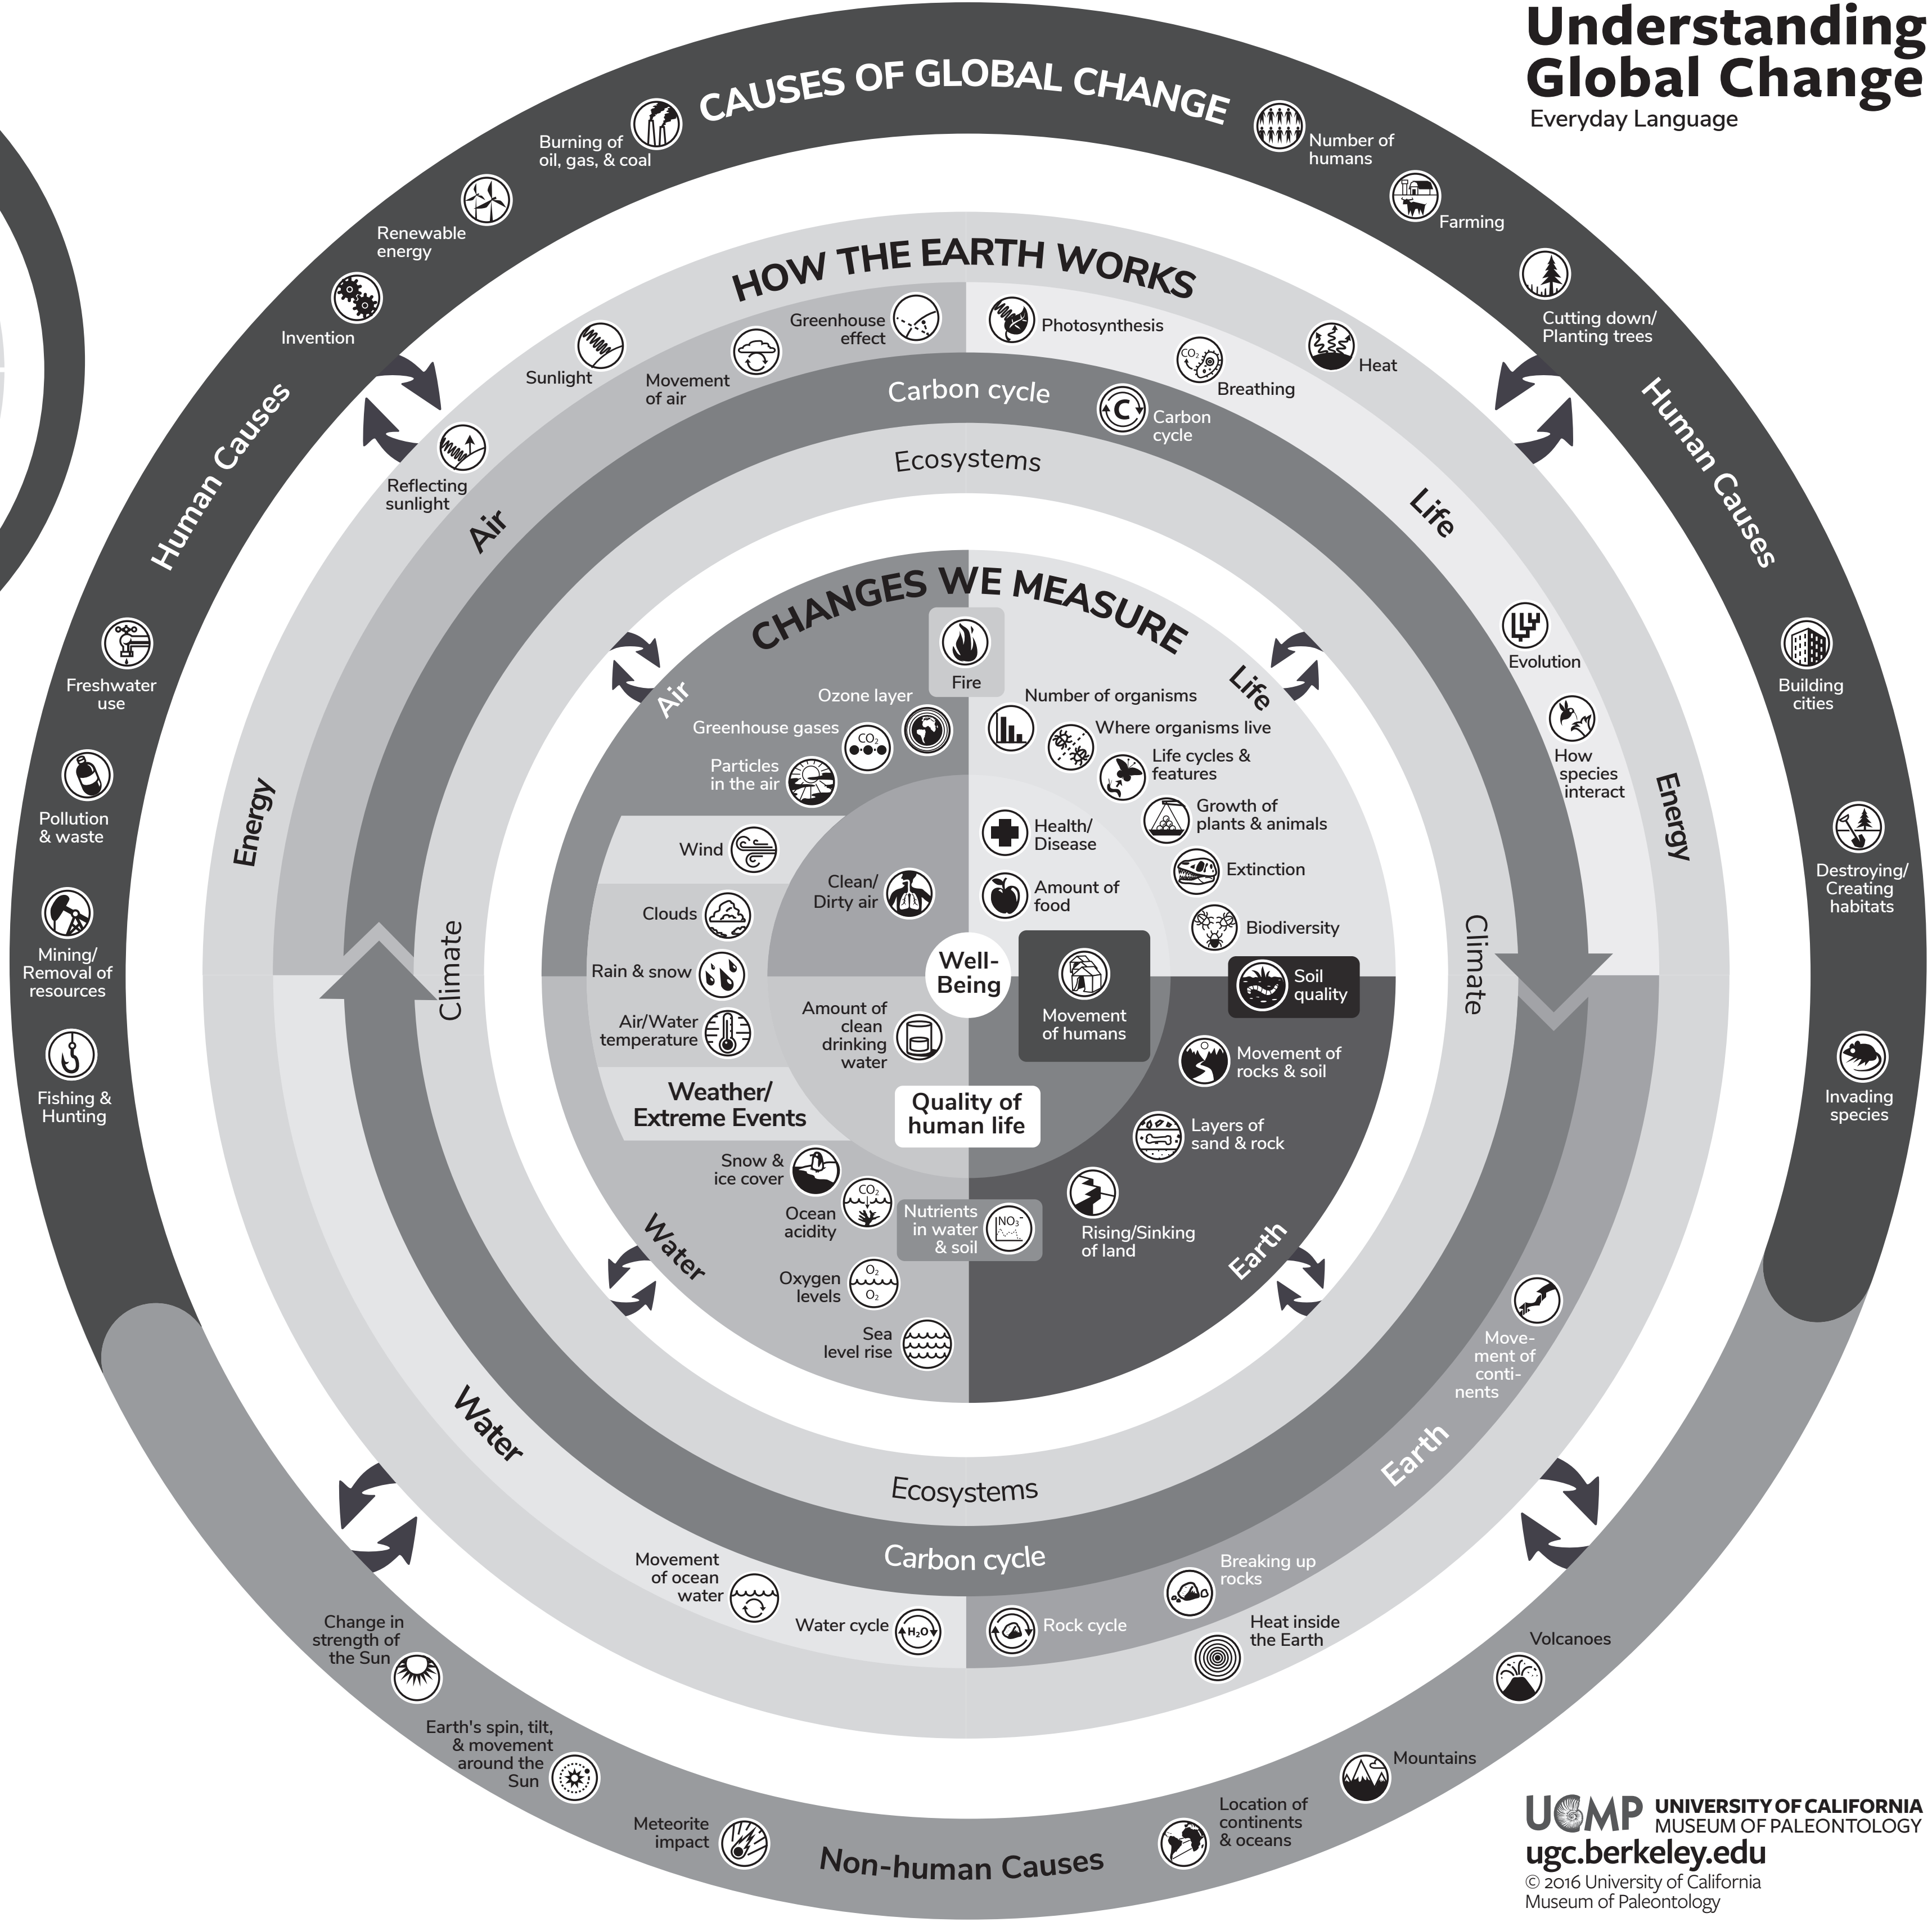 Understanding
Global Change
Everyday Language
CAUSES OF GLOBAL CHANGE
Burning of
oil, gas, & coal
Renewable
energy
Invention
Human Causes
Freshwater
use
Pollution
& waste
Mining/
Removal of
resources
Fishing &
Hunting
Number of
humans
Farming
Cutting down/
Planting trees
Human Causes
Building
cities
Destroying/
Creating
habitats
Invading
species
HOW THE EARTH WORKS
Greenhouse
effect
Movement
of air
Sunlight
Reflecting
sunlight
Air
Energy
Photosynthesis
CO2
Breathing
Heat
Life
Evolution
How
species
interact
Energy
Carbon cycle
C
Carbon
cycle
Ecosystems
Climate
Climate
CHANGES WE MEASURE
Fire
Air
Ozone layer
Greenhouse gases
CO2
Particles
in the air
Life
Number of organisms
Where organisms live
Life cycles &
features
Growth of
plants & animals
Extinction
Biodiversity
Wind
Clouds
Rain & snow
Air/Water
temperature
Weather/
Extreme Events
Health/
Disease
Amount of
food
Clean/
Dirty air
Well-
Being
Movement
of humans
Amount of
clean
drinking
water
Quality of
human life
Soil
quality
Movement of
rocks & soil
Layers of
sand & rock
Rising/Sinking
of land
Earth
Snow &
ice cover
CO2
Ocean
acidity
Nutrients
in water
& soil
NO3-
Oxygen
levels
O2
O2
Sea
level rise
Water
Water
Ecosystems
Carbon cycle
Move-
ment of
conti-
nents
Earth
Movement
of ocean
water
Water cycle
H2O
Rock cycle
Breaking up
rocks
Heat inside
the Earth
Change in
strength of
the Sun
Earth's spin, tilt,
& movement
around the
Sun
Meteorite
impact
Non-human Causes
Location of
continents
& oceans
Mountains
Volcanoes
UCMP
UNIVERSITY OF CALIFORNIA
MUSEUM OF PALEONTOLOGY
ugc.berkeley.edu
© 2016 University of California
Museum of Paleontology